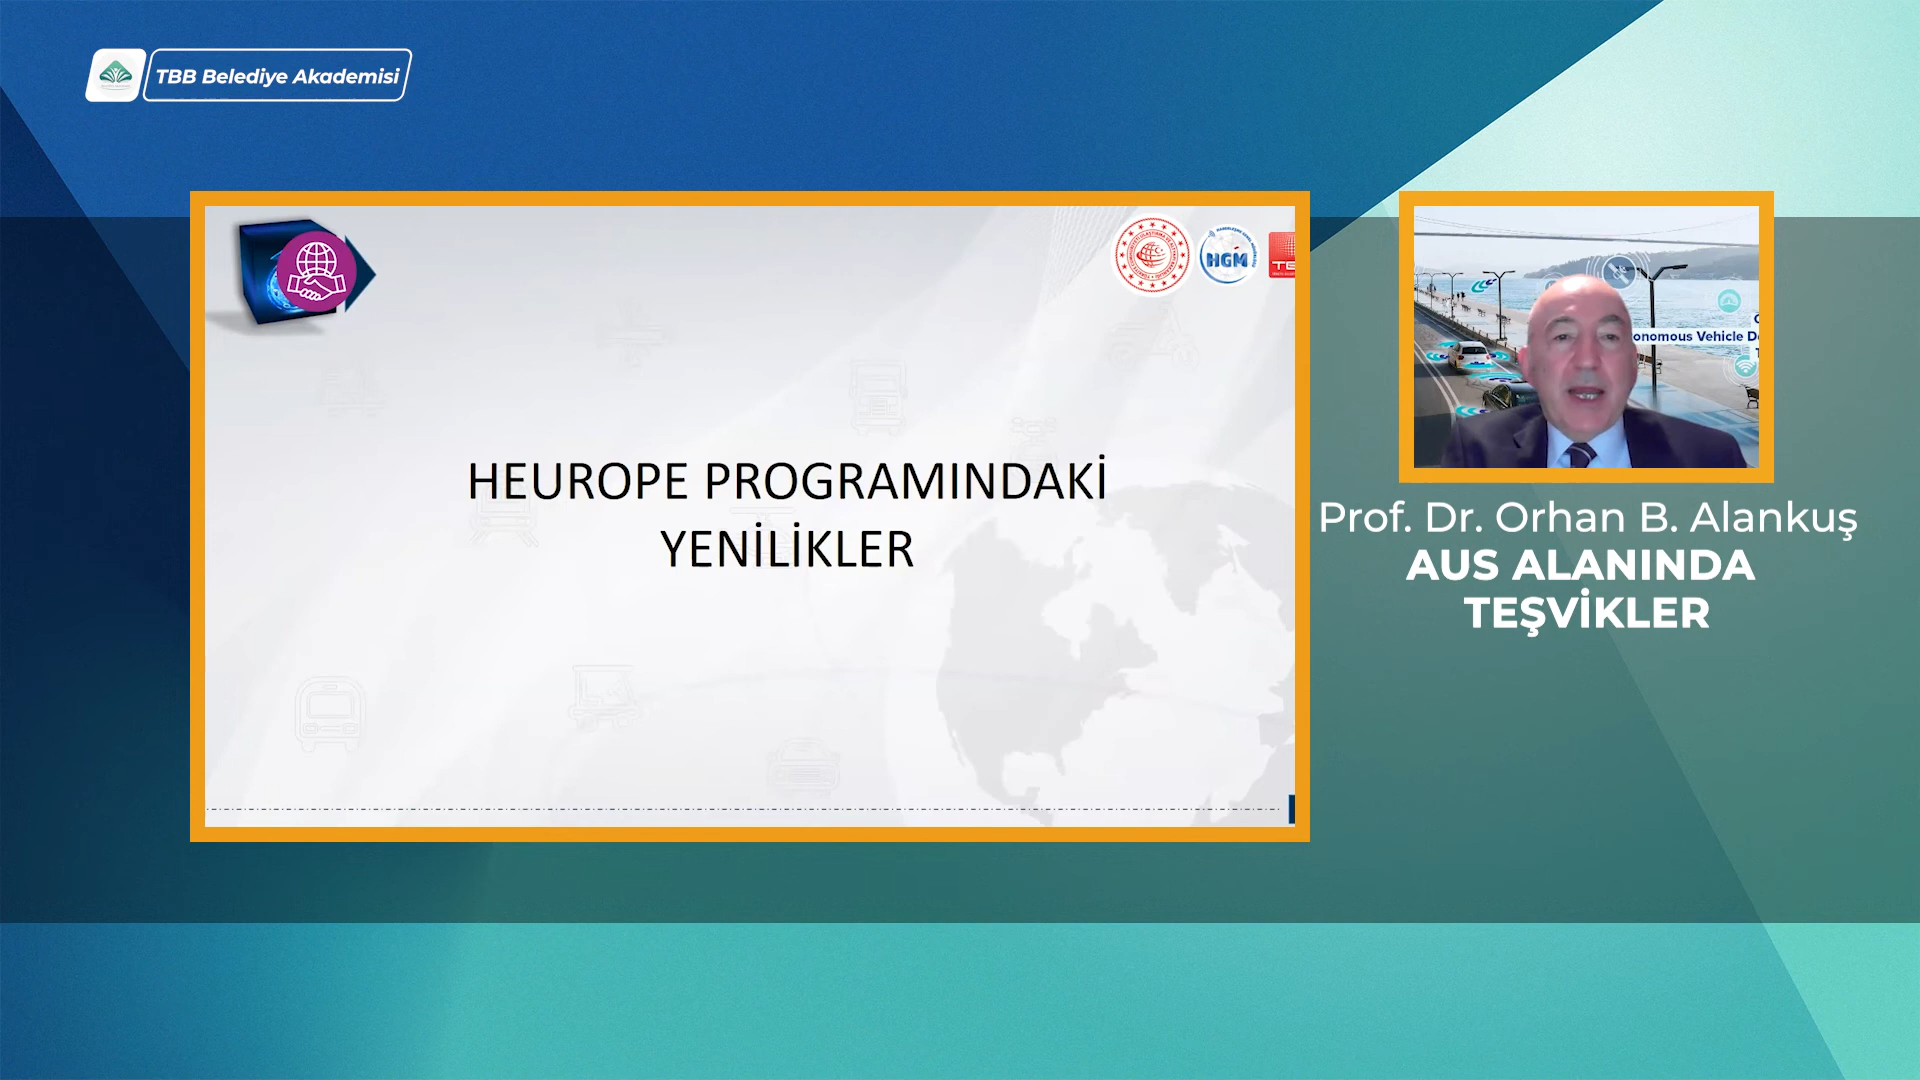 TBB Belediye Akademisi
HGM
HEUROPE PROGRAMINDAKİ
YENİLİKLER
onomous Vehicle D
Prof. Dr. Orhan B. Alankuş
AUS ALANINDA
TEŞVİKLER